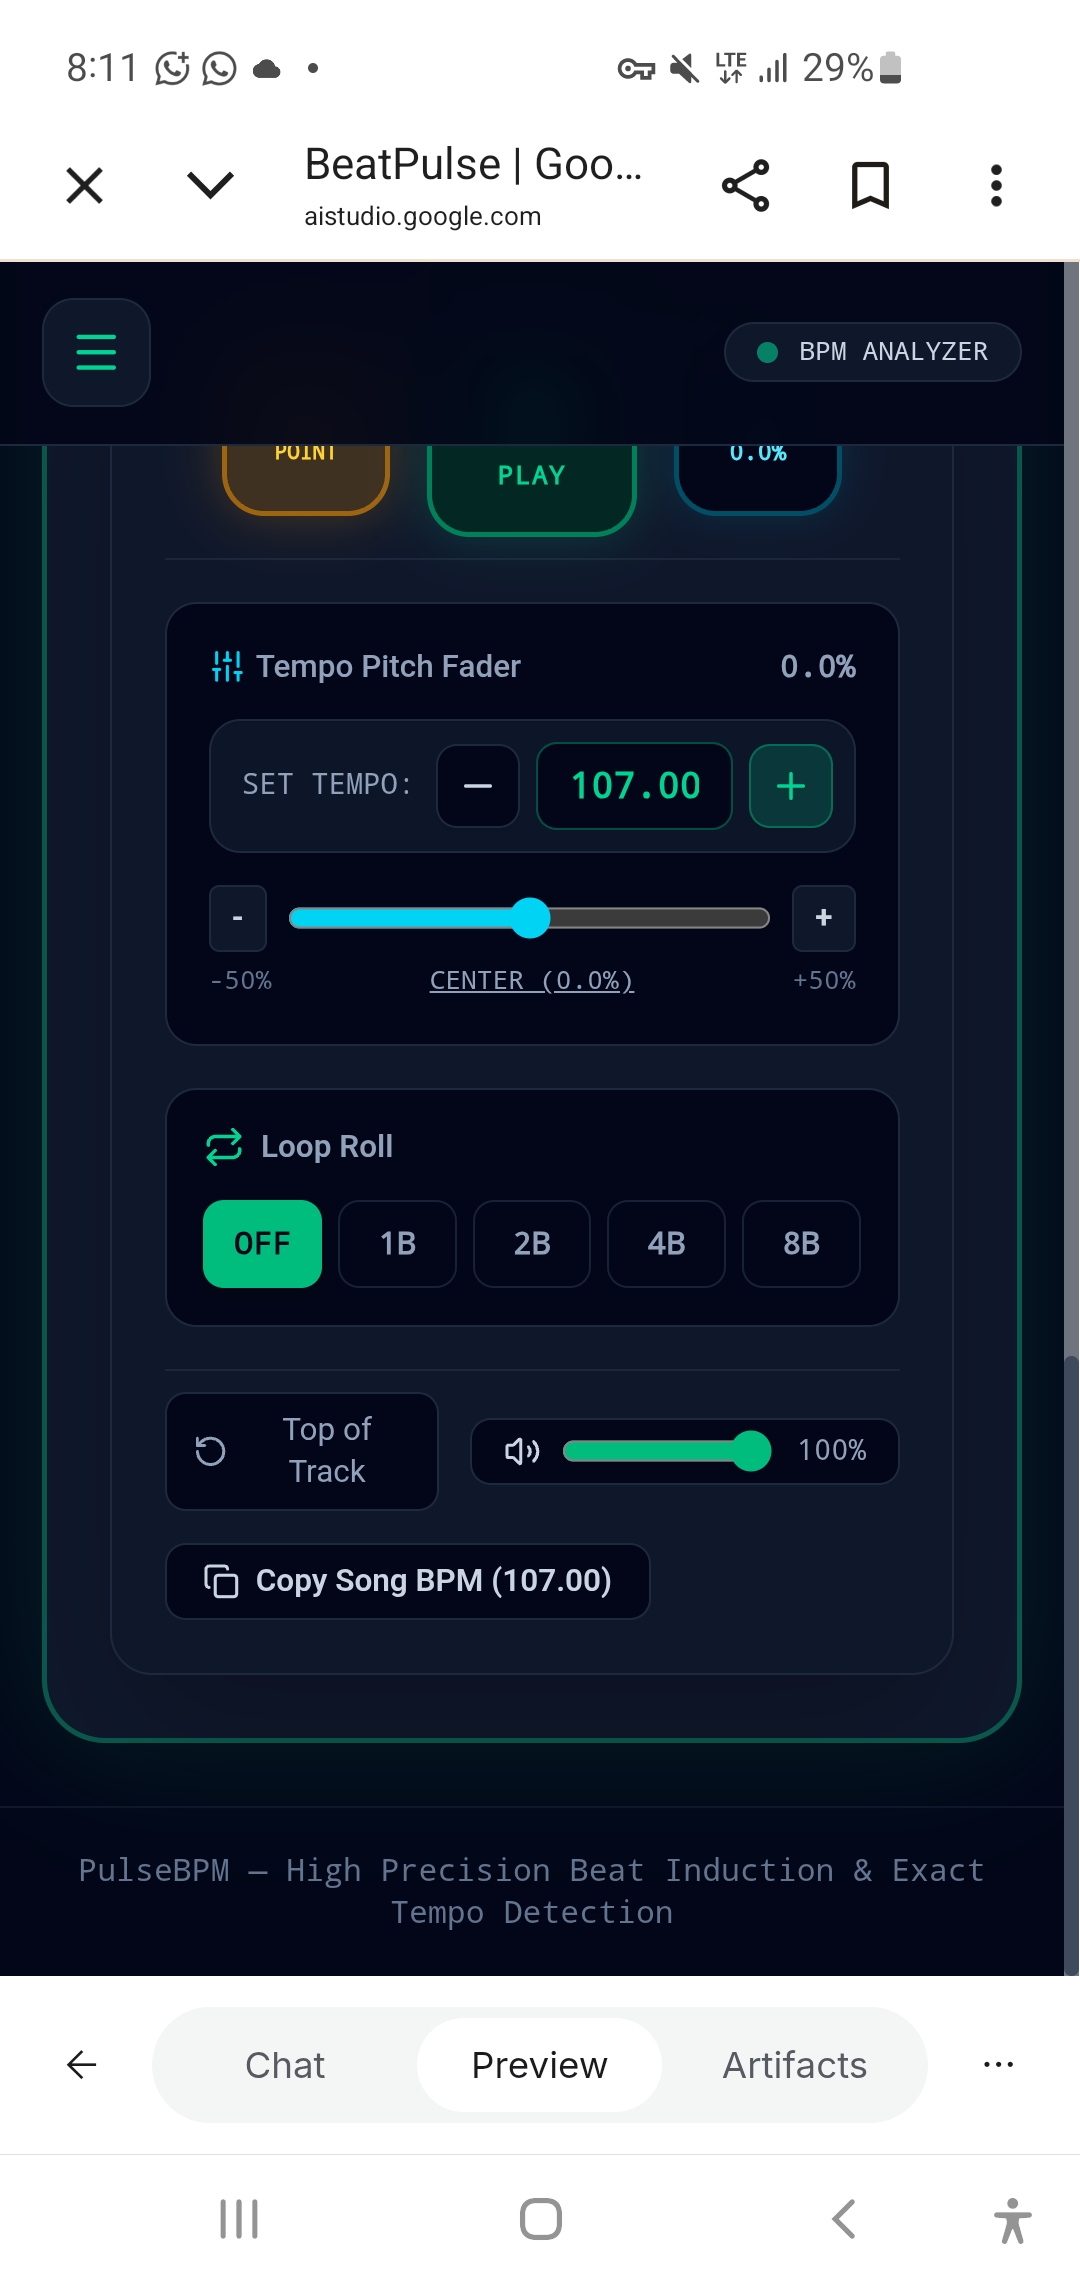 8:11
LTE
29%
BeatPulse | Goo...
aistudio.google.com
BPM ANALYZER
POINT
PLAY
0.0%
Tempo Pitch Fader
0.0%
SET TEMPO:
—
107.00
+
-
+
-50%
CENTER (0.0%)
+50%
Loop Roll
OFF
1B
2B
4B
8B
Top of
Track
100%
Copy Song BPM (107.00)
PulseBPM — High Precision Beat Induction & Exact
Tempo Detection
Chat
Preview
Artifacts